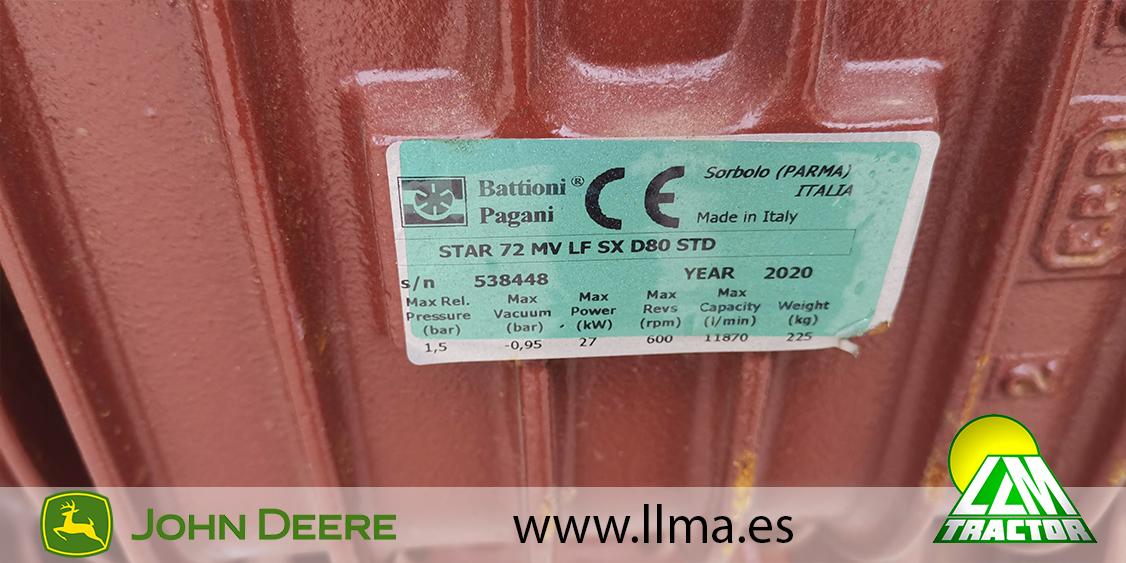 Battioni ®
Pagani
CE
Sorbolo (PARMA)
ITALIA
Made in Italy
STAR 72 MV LF SX D80 STD
s/n 538448 YEAR 2020
Max Rel. Pressure (bar) Max Vacuum (bar) Max Power (kW) Max Revs (rpm) Max Capacity (l/min) Weight (kg)
1,5 -0,95 27 600 11870 225
2
JOHN DEERE
www.llma.es
LLM
TRACTOR